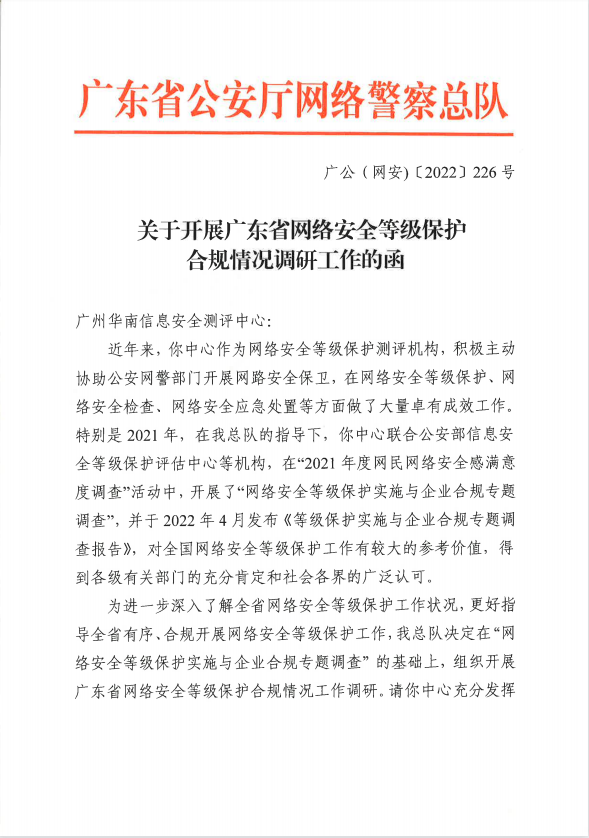 广东省公安厅网络警察总队
广公（网安）〔2022〕226 号
关于开展广东省网络安全等级保护
合规情况调研工作的函
广州华南信息安全测评中心：
近年来，你中心作为网络安全等级保护测评机构，积极主动
协助公安网警部门开展网路安全保卫，在网络安全等级保护、网
络安全检查、网络安全应急处置等方面做了大量卓有成效工作。
特别是 2021 年，在我总队的指导下，你中心联合公安部信息安
全等级保护评估中心等机构，在“2021 年度网民网络安全感满意
度调查”活动中，开展了“网络安全等级保护实施与企业合规专题
调查”，并于 2022 年 4 月发布《等级保护实施与企业合规专题调
查报告》，对全国网络安全等级保护工作有较大的参考价值，得
到各级有关部门的充分肯定和社会各界的广泛认可。
为进一步深入了解全省网络安全等级保护工作状况，更好指
导全省有序、合规开展网络安全等级保护工作，我总队决定在“网
络安全等级保护实施与企业合规专题调查”的基础上，组织开展
广东省网络安全等级保护合规情况工作调研。请你中心充分发挥